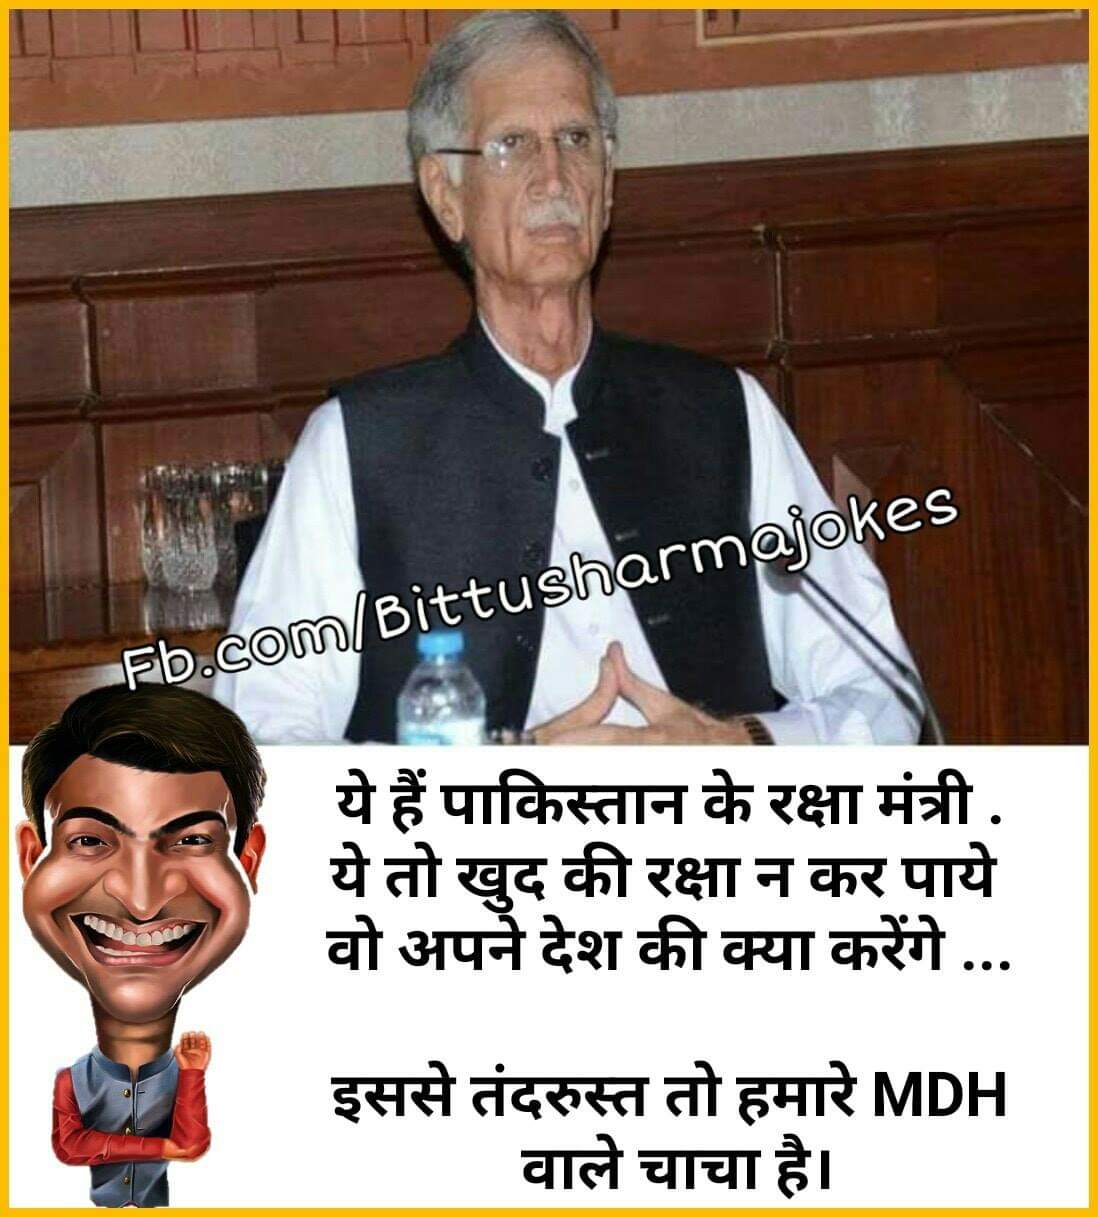 Fb.com/Bittusharmajokes
ये हैं पाकिस्तान के रक्षा मंत्री .
ये तो खुद की रक्षा न कर पाये
वो अपने देश की क्या करेंगे ...
इससे तंदरुस्त तो हमारे MDH
वाले चाचा है।